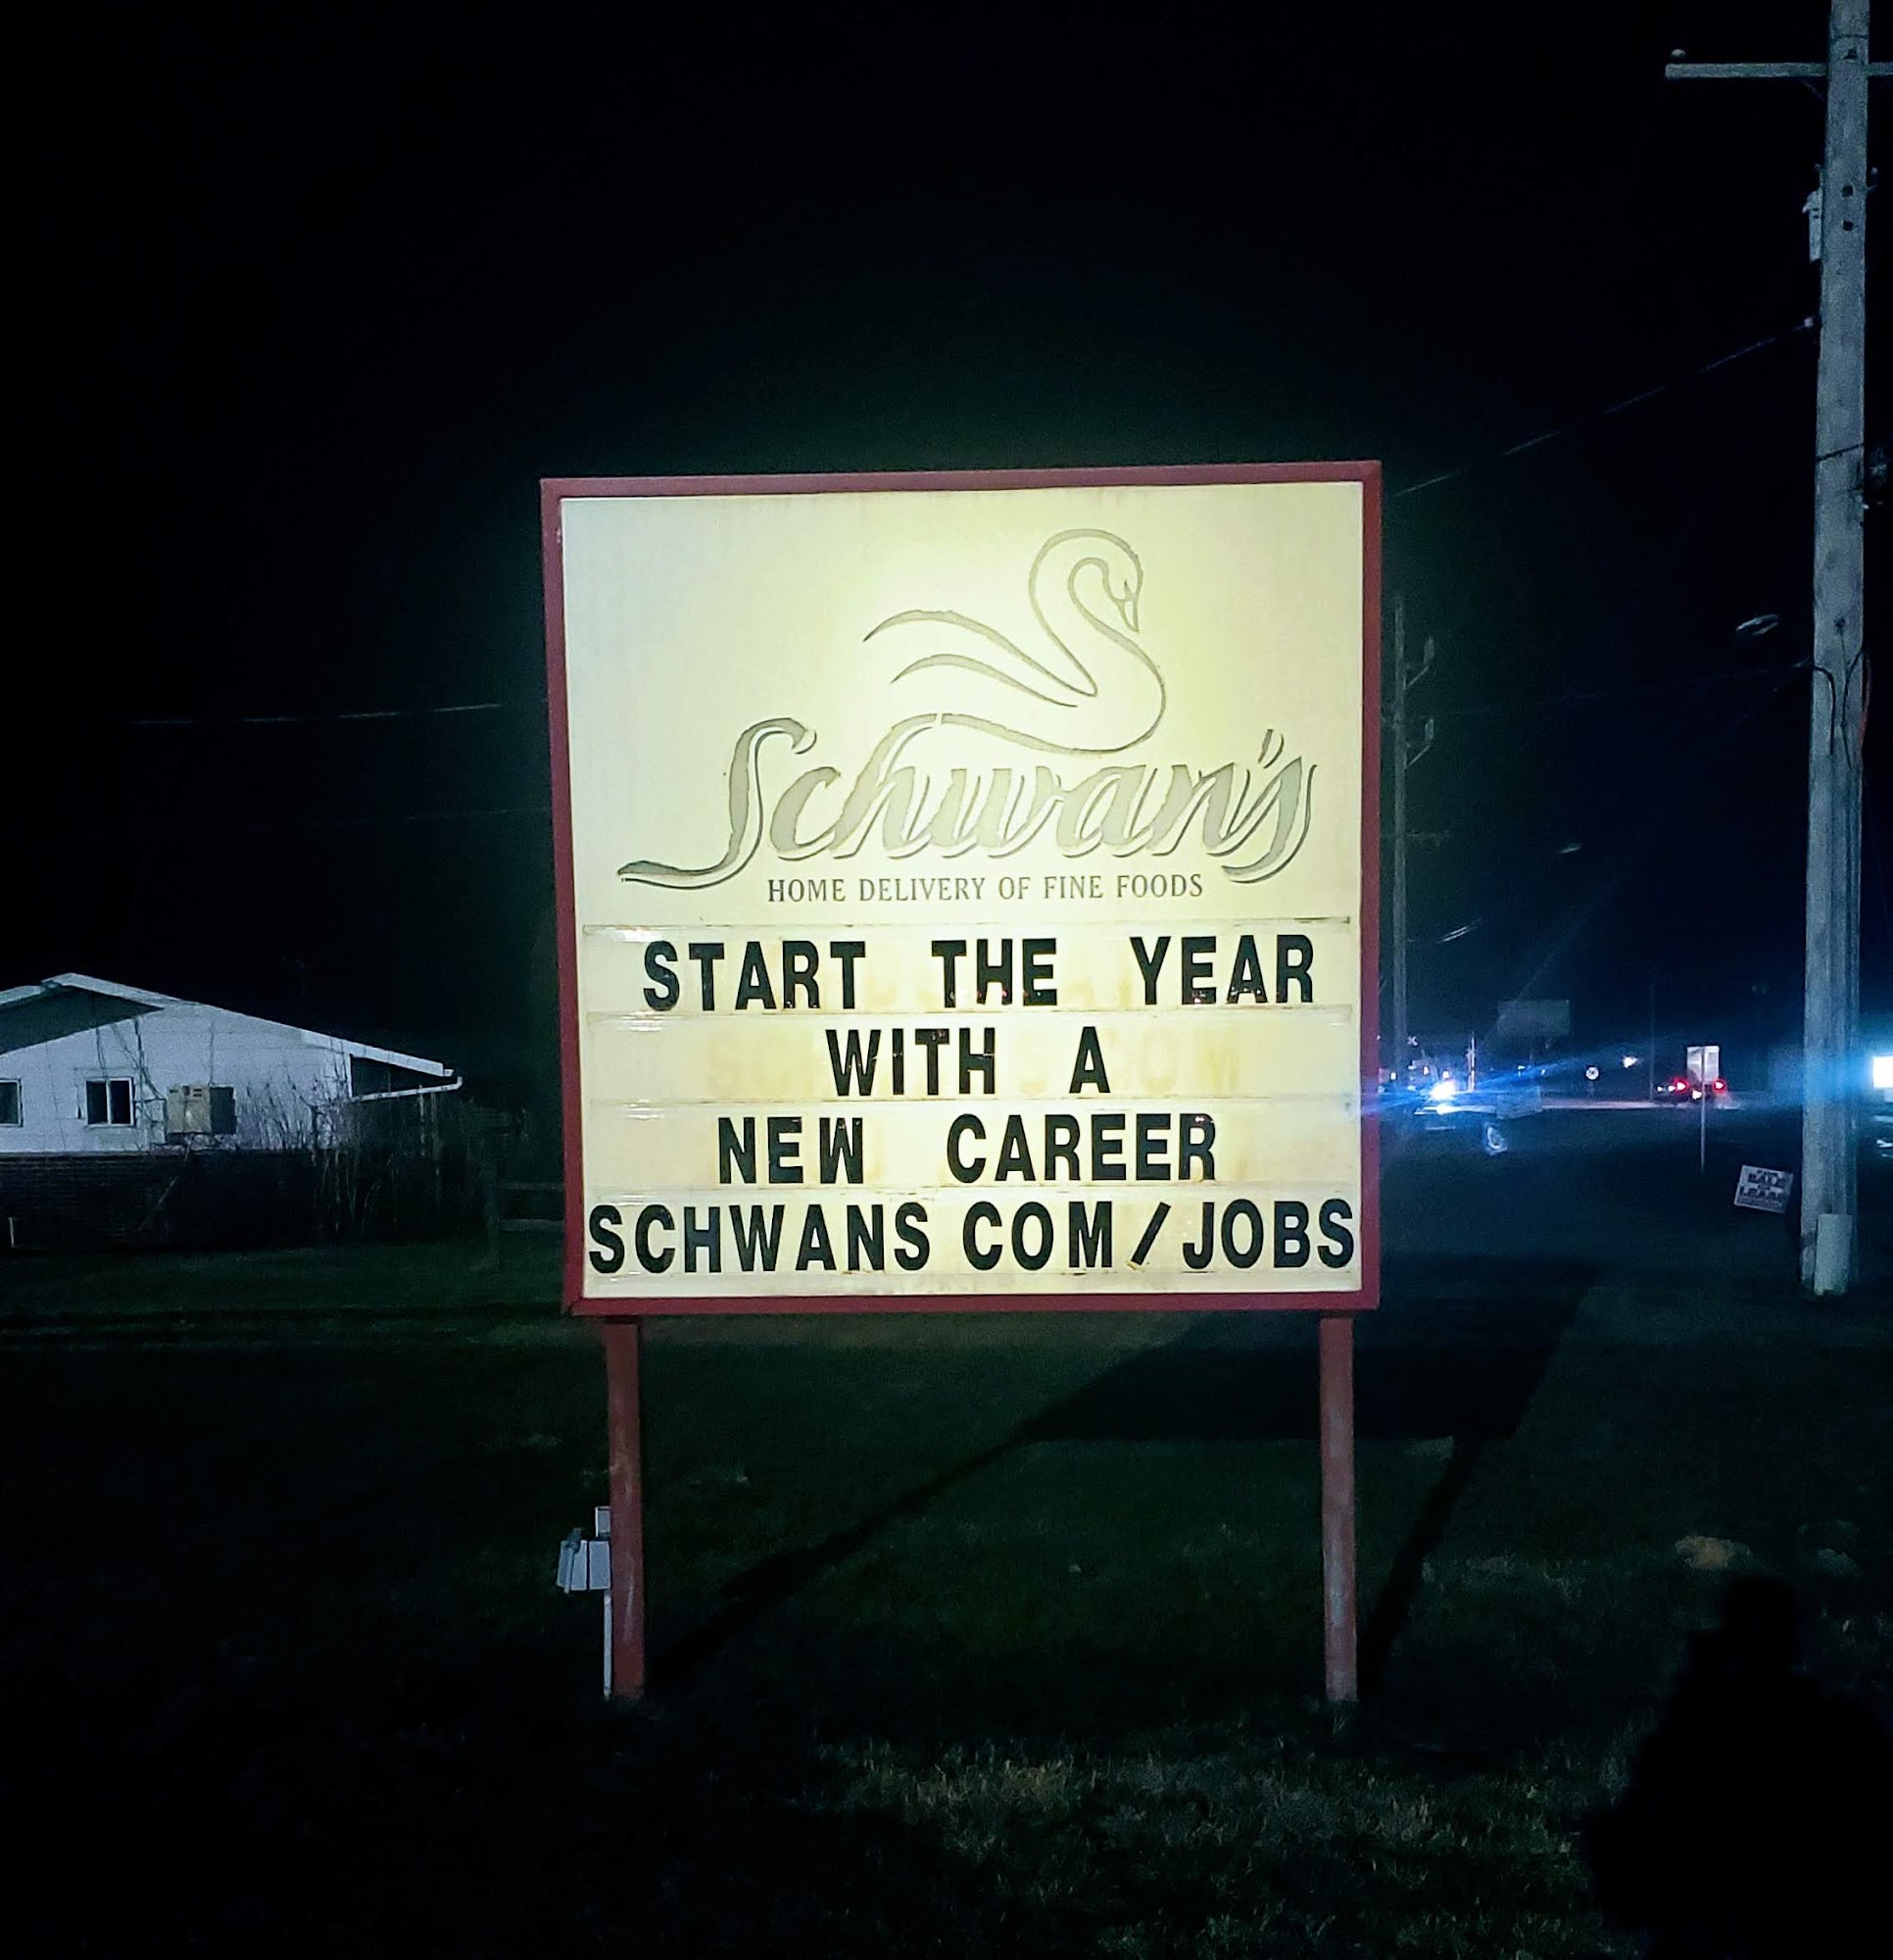 Schwan's
HOME DELIVERY OF FINE FOODS
START THE YEAR
WITH A
NEW CAREER
SCHWANS COM/JOBS